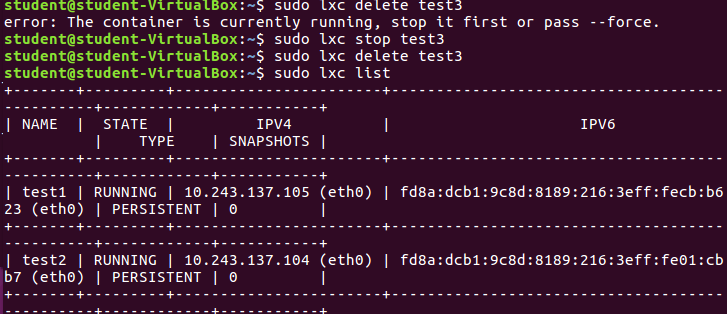 student@student-VirtualBox:~$ sudo lxc delete test3
error: The container is currently running, stop it first or pass --force.
student@student-VirtualBox:~$ sudo lxc stop test3
student@student-VirtualBox:~$ sudo lxc delete test3
student@student-VirtualBox:~$ sudo lxc list
+-------+---------+----------------------+--------------------------------------
----------+------------+-----------+
| NAME | STATE | IPV4 | IPV6
| TYPE | SNAPSHOTS |
+-------+---------+----------------------+--------------------------------------
----------+------------+-----------+
| test1 | RUNNING | 10.243.137.105 (eth0) | fd8a:dcb1:9c8d:8189:216:3eff:fecb:b6
23 (eth0) | PERSISTENT | 0 |
+-------+---------+----------------------+--------------------------------------
----------+------------+-----------+
| test2 | RUNNING | 10.243.137.104 (eth0) | fd8a:dcb1:9c8d:8189:216:3eff:fe01:cb
b7 (eth0) | PERSISTENT | 0 |
+-------+---------+----------------------+--------------------------------------
----------+------------+-----------+